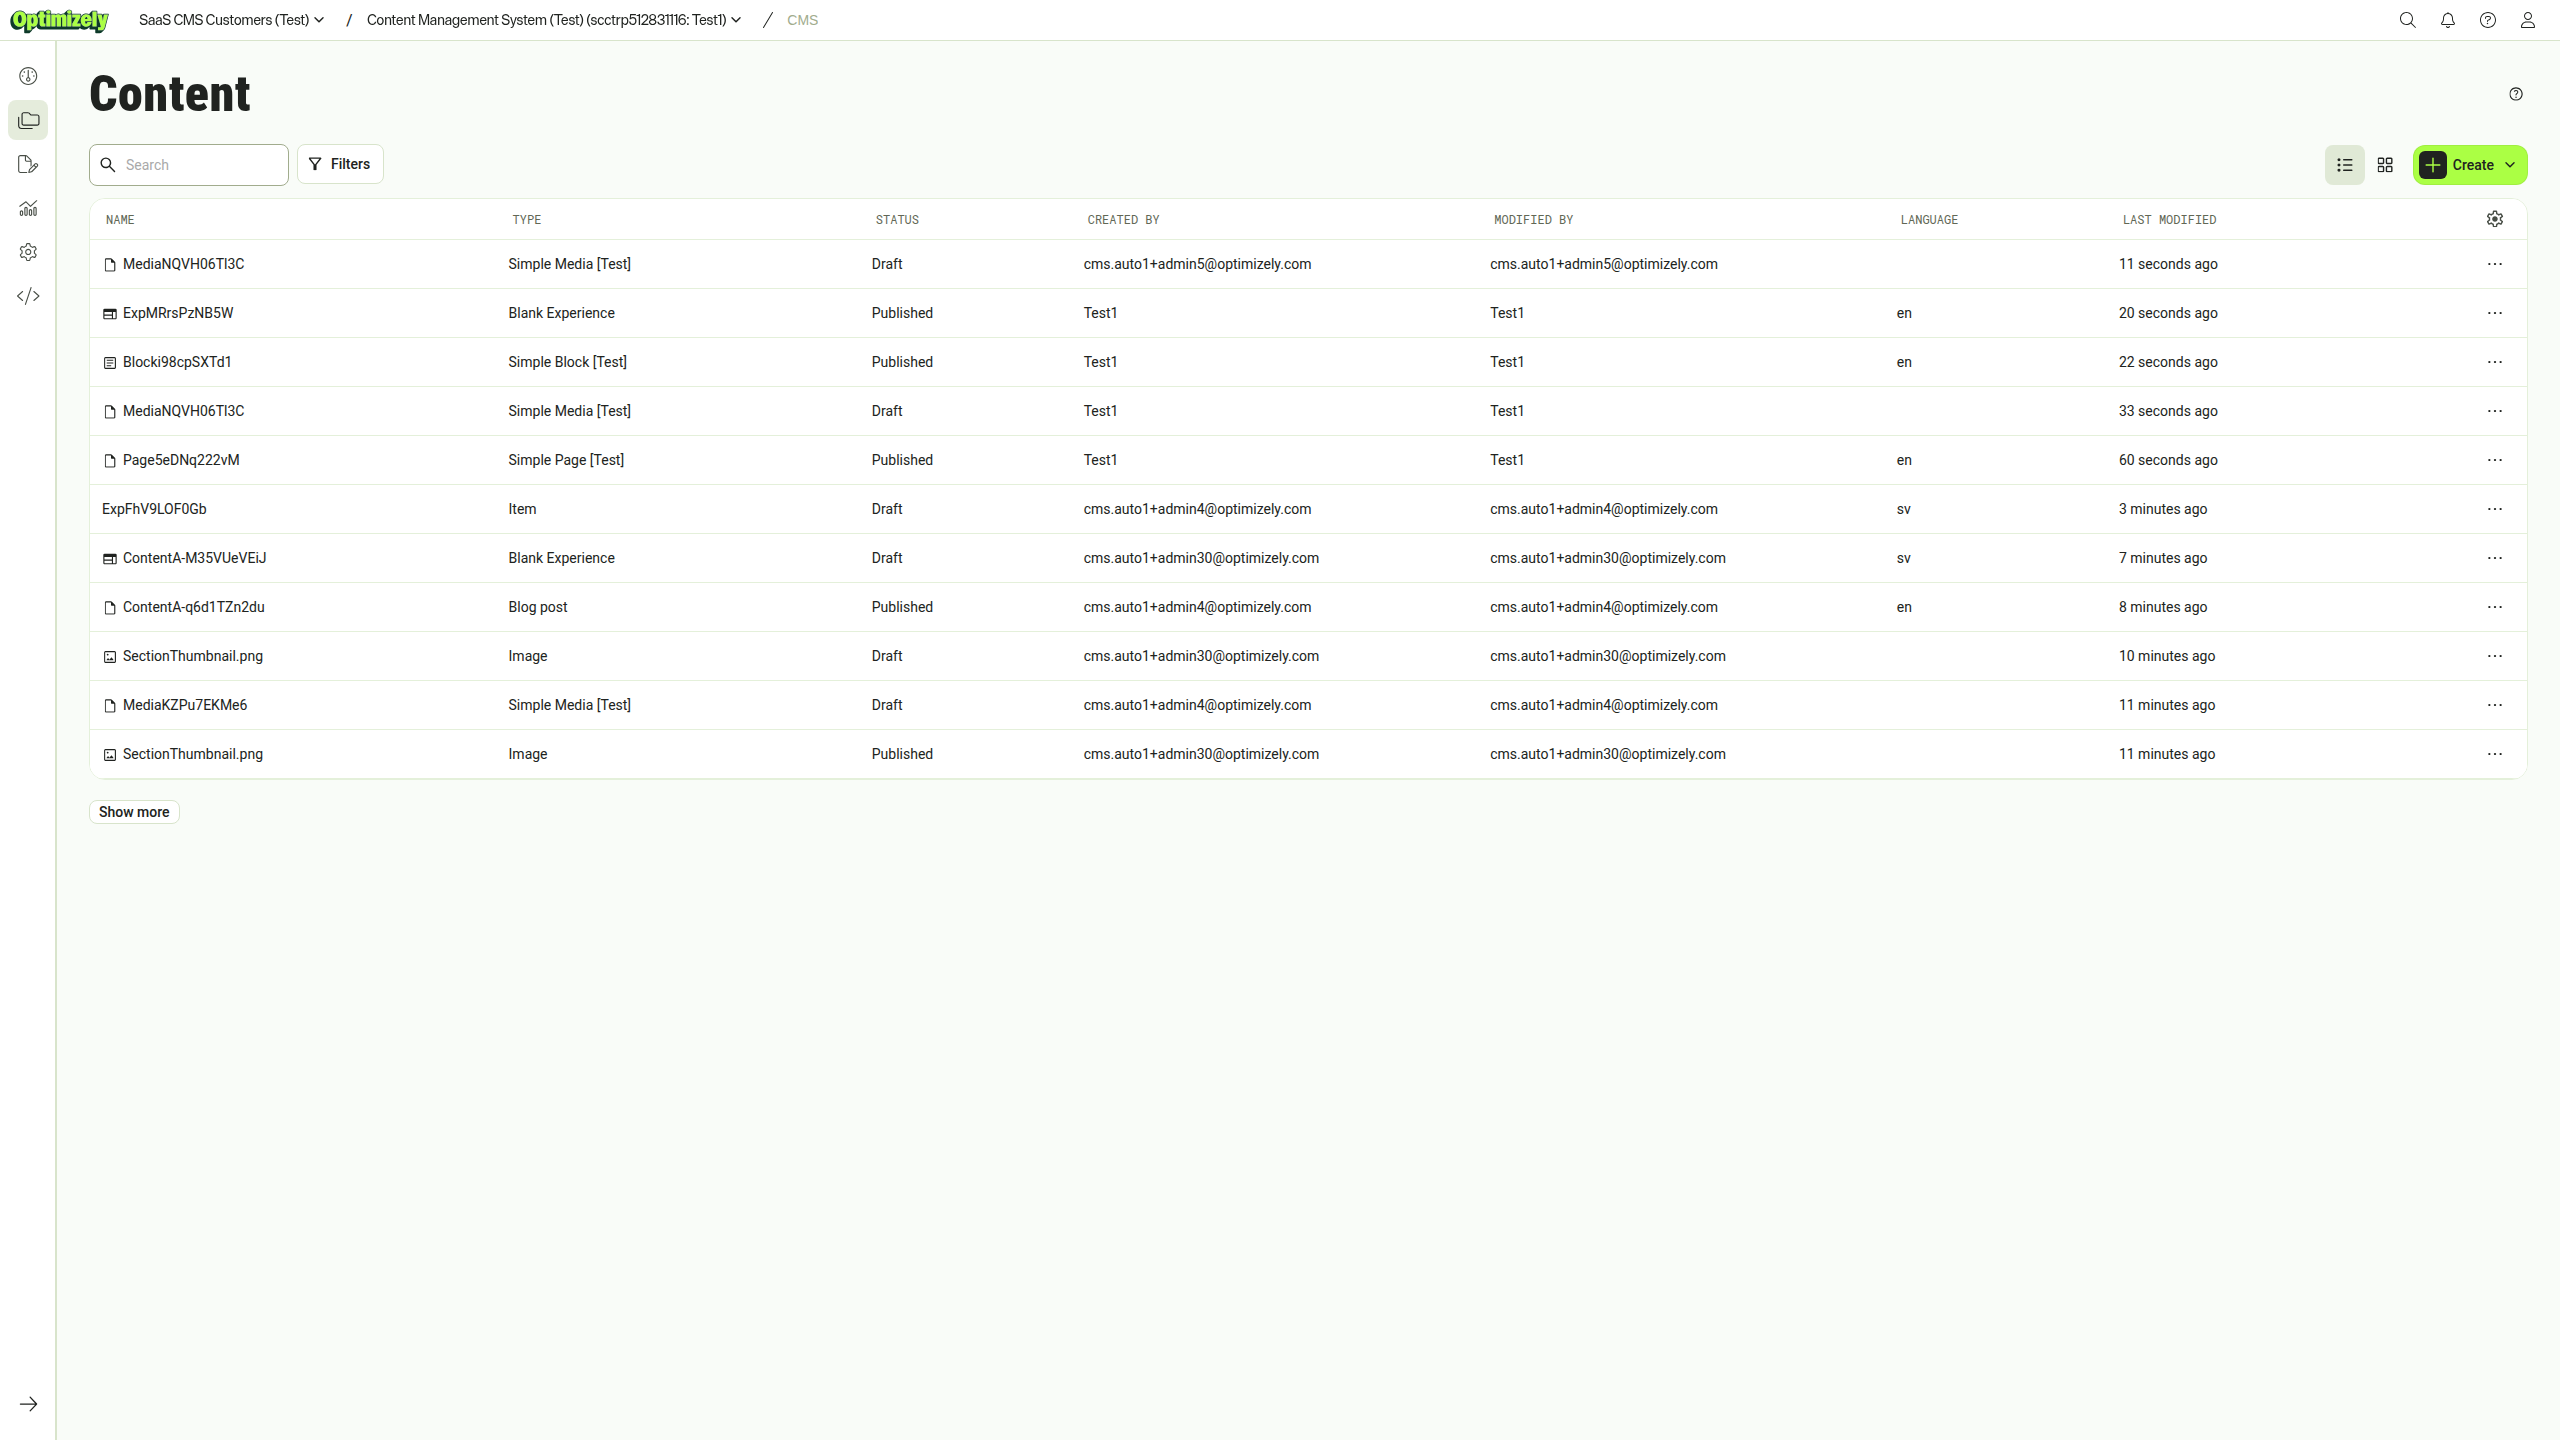 Optimizely SaaS CMS Customers (Test) / Content Management System (Test) (scctrp512831116: Test1) / CMS
Content
Search Filters Create
NAME TYPE STATUS CREATED BY MODIFIED BY LANGUAGE LAST MODIFIED
MediaNQVH06TI3C Simple Media [Test] Draft cms.auto1+admin5@optimizely.com cms.auto1+admin5@optimizely.com 11 seconds ago
ExpMRrsPzNB5W Blank Experience Published Test1 Test1 en 20 seconds ago
Blocki98cpSXTd1 Simple Block [Test] Published Test1 Test1 en 22 seconds ago
MediaNQVH06TI3C Simple Media [Test] Draft Test1 Test1 33 seconds ago
Page5eDNq222vM Simple Page [Test] Published Test1 Test1 en 60 seconds ago
ExpFhV9LOF0Gb Item Draft cms.auto1+admin4@optimizely.com cms.auto1+admin4@optimizely.com sv 3 minutes ago
ContentA-M35VUeVEiJ Blank Experience Draft cms.auto1+admin30@optimizely.com cms.auto1+admin30@optimizely.com sv 7 minutes ago
ContentA-q6d1TZn2du Blog post Published cms.auto1+admin4@optimizely.com cms.auto1+admin4@optimizely.com en 8 minutes ago
SectionThumbnail.png Image Draft cms.auto1+admin30@optimizely.com cms.auto1+admin30@optimizely.com 10 minutes ago
MediaKZPu7EKMe6 Simple Media [Test] Draft cms.auto1+admin4@optimizely.com cms.auto1+admin4@optimizely.com 11 minutes ago
SectionThumbnail.png Image Published cms.auto1+admin30@optimizely.com cms.auto1+admin30@optimizely.com 11 minutes ago
Show more